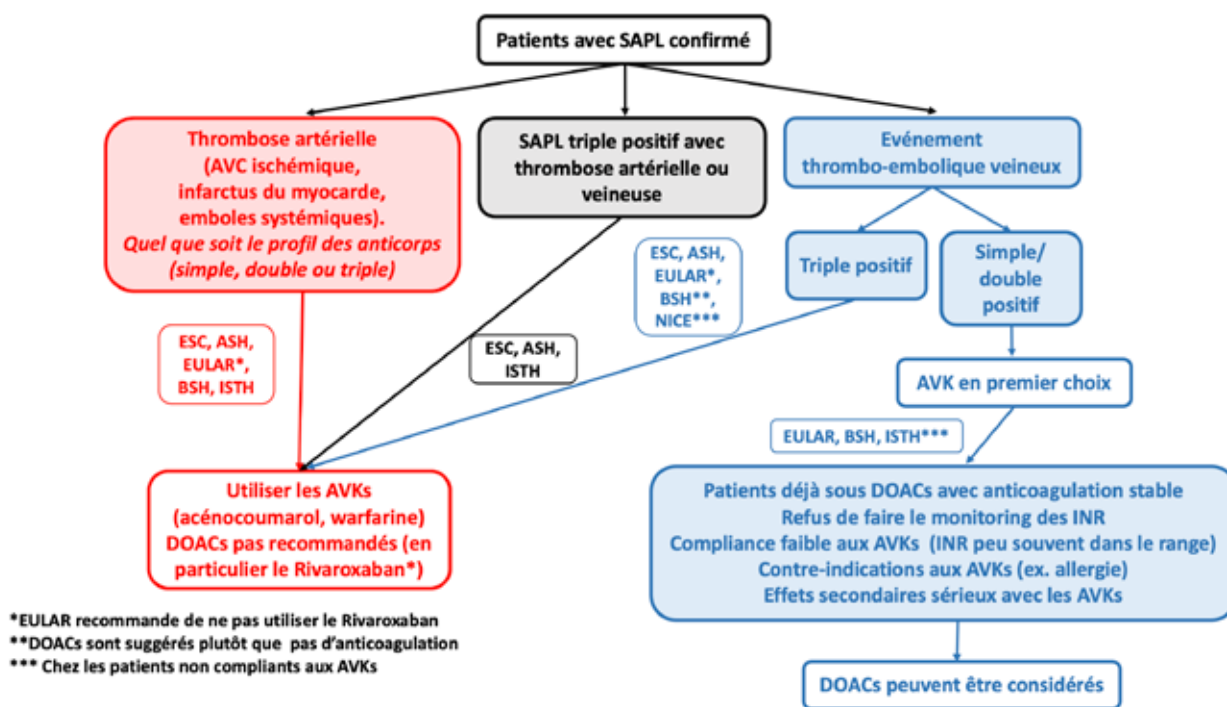 Patients avec SAPL confirmé
Thrombose artérielle
(AVC ischémique,
infarctus du myocarde,
emboles systémiques).
Quel que soit le profil des anticorps
(simple, double ou triple)
SAPL triple positif avec
thrombose artérielle ou
veineuse
Evénement
thrombo-embolique veineux
ESC, ASH,
EULAR*,
BSH**,
NICE***
Triple positif
Simple/
double
positif
ESC, ASH,
EULAR*,
BSH, ISTH
ESC, ASH,
ISTH
AVK en premier choix
EULAR, BSH, ISTH***
Utiliser les AVKs
(acénocoumarol, warfarine)
DOACs pas recommandés (en
particulier le Rivaroxaban*)
Patients déjà sous DOACs avec anticoagulation stable
Refus de faire le monitoring des INR
Compliance faible aux AVKs (INR peu souvent dans le range)
Contre-indications aux AVKs (ex. allergie)
Effets secondaires sérieux avec les AVKs
*EULAR recommande de ne pas utiliser le Rivaroxaban
**DOACs sont suggérés plutôt que pas d'anticoagulation
*** Chez les patients non compliants aux AVKs
DOACs peuvent être considérés